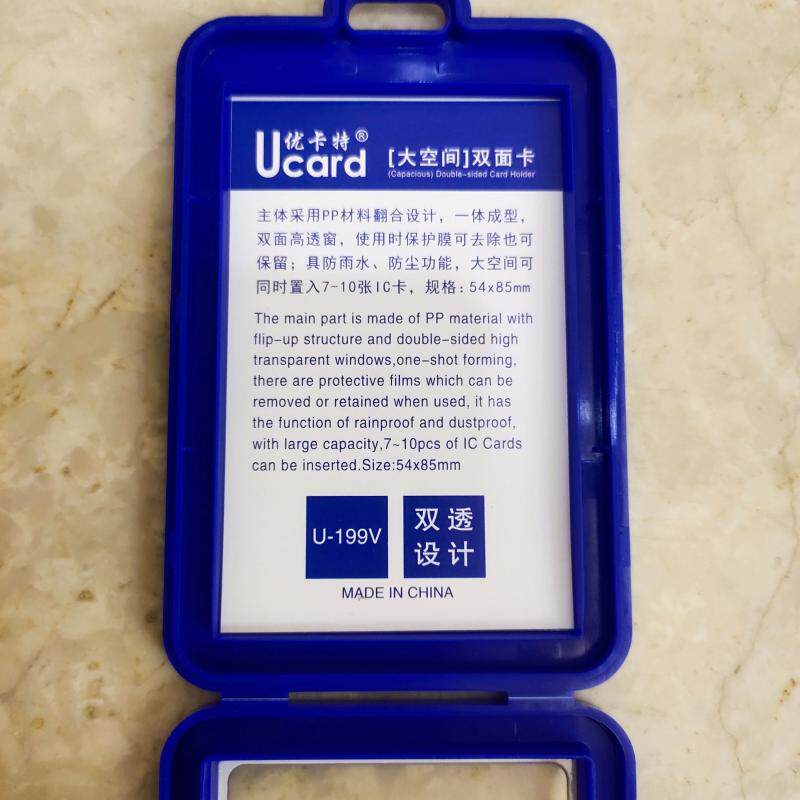 优卡特®
Ucard
[大空间]双面卡
(Capacious) Double-sided Card Holder
主体采用PP材料翻合设计，一体成型，
双面高透窗，使用时保护膜可去除也可
保留；具防雨水、防尘功能，大空间可
同时置入7-10张IC卡，规格：54x85mm
The main part is made of PP material with
flip-up structure and double-sided high
transparent windows,one-shot forming,
there are protective films which can be
removed or retained when used, it has
the function of rainproof and dustproof,
with large capacity,7~10pcs of IC Cards
can be inserted.Size:54x85mm
U-199V
双透
设计
MADE IN CHINA